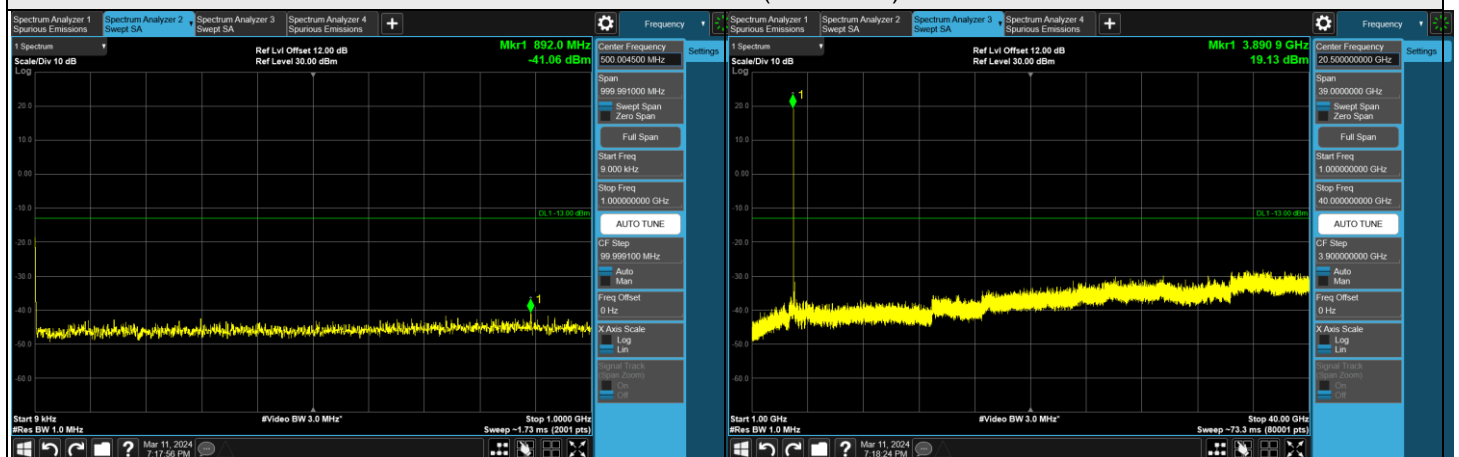 Spectrum Analyzer 1
Spurious Emissions
Spectrum Analyzer 2
Swept SA
Spectrum Analyzer 3
Swept SA
Spectrum Analyzer 4
Spurious Emissions
Frequency
1 Spectrum
Scale/Div 10 dB
Log
Ref Lvl Offset 12.00 dB
Ref Level 30.00 dBm
Mkr1 892.0 MHz
-41.06 dBm
20.0
10.0
0.00
-10.0
-20.0
-30.0
-40.0
-50.0
-60.0
DL1 -13.00 dBm
1
Start 9 kHz
#Res BW 1.0 MHz
#Video BW 3.0 MHz*
Stop 1.0000 GHz
Sweep ~1.73 ms (2001 pts)
Center Frequency
500.004500 MHz
Settings
Span
999.991000 MHz
Swept Span
Zero Span
Full Span
Start Freq
9.000 kHz
Stop Freq
1.000000000 GHz
AUTO TUNE
CF Step
99.999100 MHz
Auto
Man
Freq Offset
0 Hz
X Axis Scale
Log
Lin
Signal Track
(Span Zoom)
On
Off
?
Mar 11, 2024
7:17:56 PM
Spectrum Analyzer 1
Spurious Emissions
Spectrum Analyzer 2
Swept SA
Spectrum Analyzer 3
Swept SA
Spectrum Analyzer 4
Spurious Emissions
Frequency
1 Spectrum
Scale/Div 10 dB
Log
Ref Lvl Offset 12.00 dB
Ref Level 30.00 dBm
Mkr1 3.890 9 GHz
19.13 dBm
20.0
10.0
0.00
-10.0
-20.0
-30.0
-40.0
-50.0
-60.0
DL1 -13.00 dBm
1
Start 1.00 GHz
#Res BW 1.0 MHz
#Video BW 3.0 MHz*
Stop 40.00 GHz
Sweep ~73.3 ms (80001 pts)
Center Frequency
20.50000000 GHz
Settings
Span
39.0000000 GHz
Swept Span
Zero Span
Full Span
Start Freq
1.000000000 GHz
Stop Freq
40.000000000 GHz
AUTO TUNE
CF Step
3.900000000 GHz
Auto
Man
Freq Offset
0 Hz
X Axis Scale
Log
Lin
Signal Track
(Span Zoom)
On
Off
?
Mar 11, 2024
7:18:24 PM